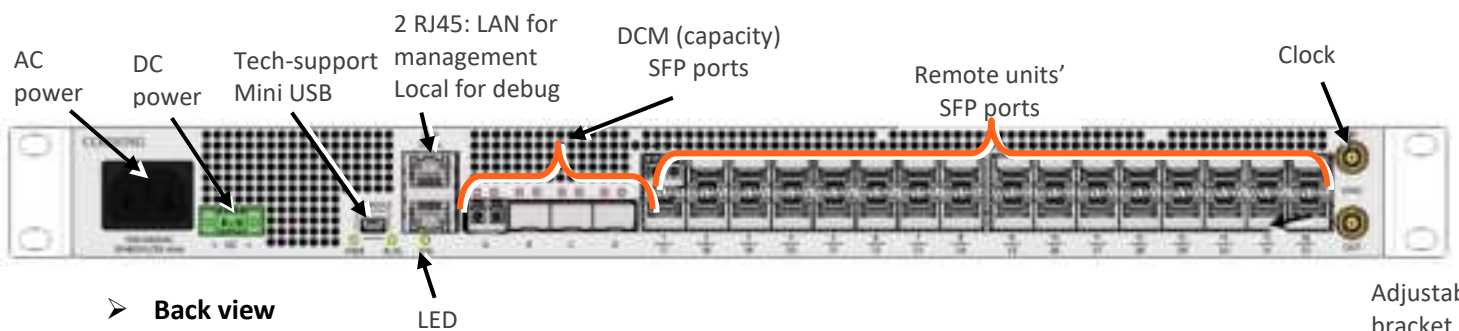 2 RJ45: LAN for
management
Local for debug
DCM (capacity)
SFP ports
AC
power
DC
power
Tech-support
Mini USB
Remote units'
SFP ports
Clock
CORNING
A B C D
➢ Back view
LED
Adjustab
bracket